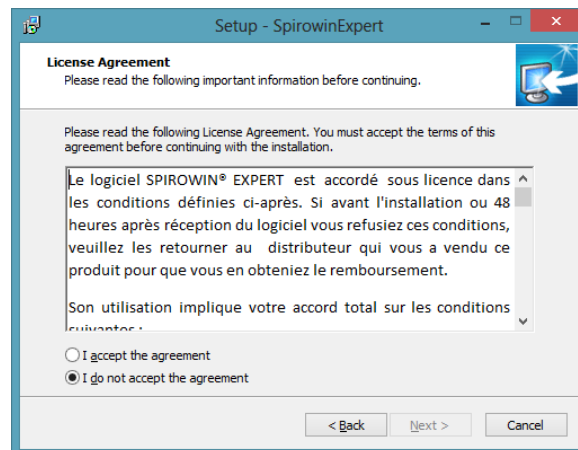 Setup - SpirowinExpert
License Agreement
Please read the following important information before continuing.
Please read the following License Agreement. You must accept the terms of this
agreement before continuing with the installation.
Le logiciel SPIROWIN® EXPERT est accordé sous licence dans
les conditions définies ci-après. Si avant l'installation ou 48
heures après réception du logiciel vous refusiez ces conditions,
veuillez les retourner au distributeur qui vous a vendu ce
produit pour que vous en obteniez le remboursement.
Son utilisation implique votre accord total sur les conditions
suivantes :
I accept the agreement
I do not accept the agreement
< Back Next > Cancel